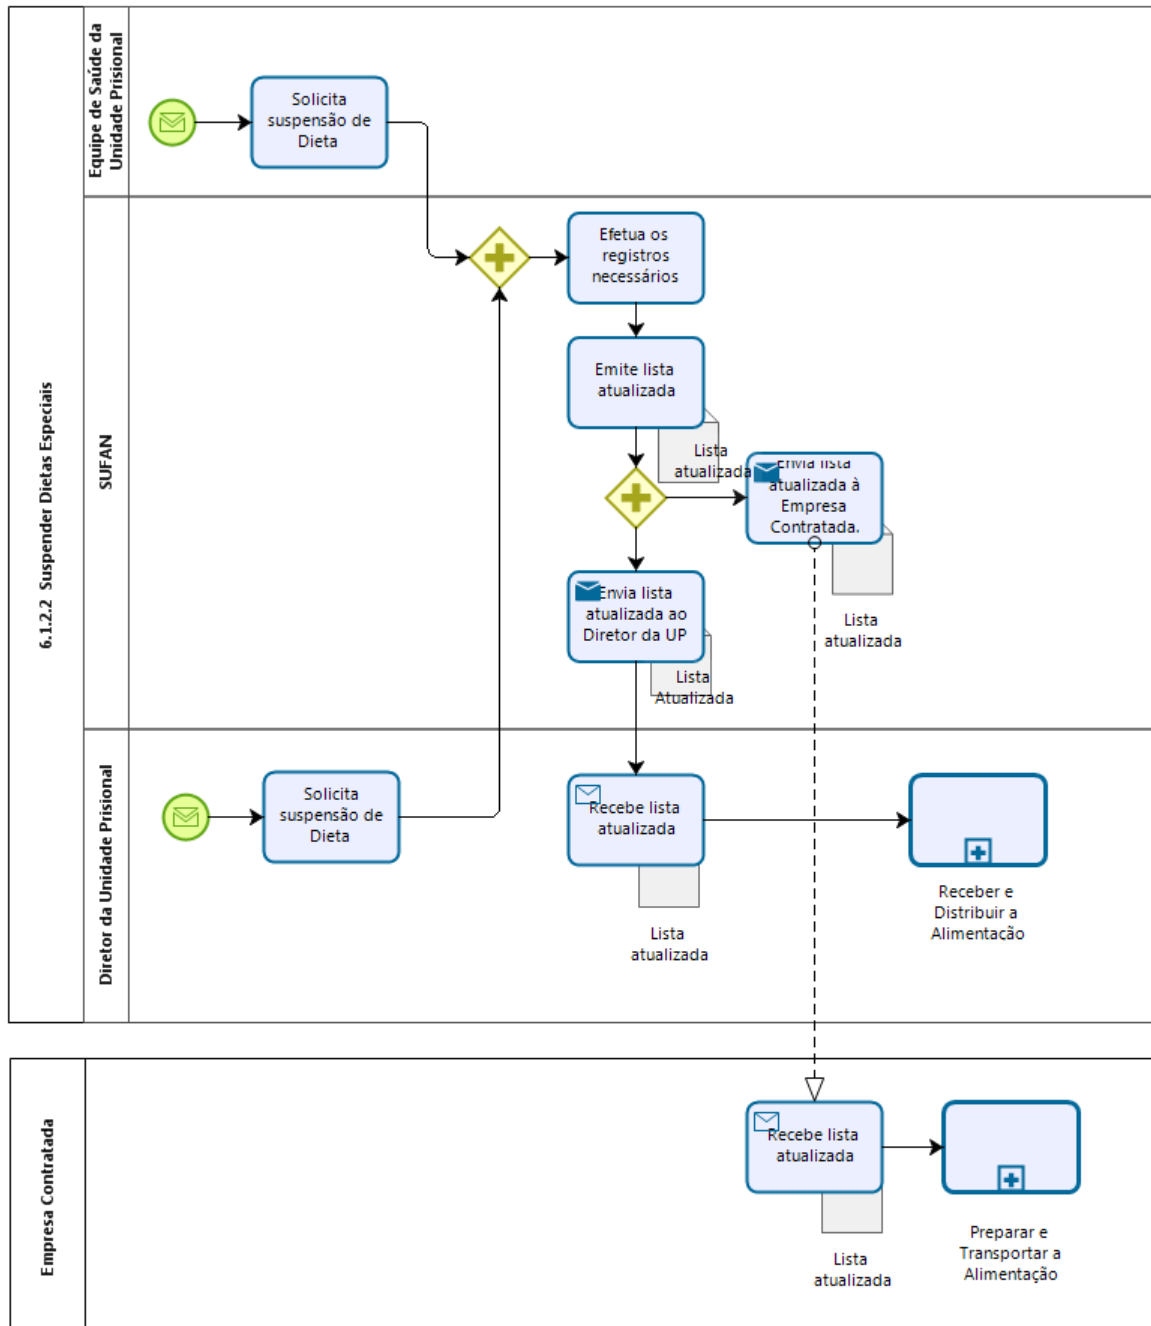 6.1.2.2 Suspender Dietas Especiais
Equipe de Saúde da
Unidade Prisional
Solicita
suspensão de
Dieta
SUFAN
Efetua os
registros
necessários
Emite lista
atualizada
Lista
atualizada
Envia lista
atualizada à
Empresa
Contratada.
Lista
atualizada
Envia lista
atualizada ao
Diretor da UP
Lista
Atualizada
Diretor da Unidade Prisional
Solicita
suspensão de
Dieta
Recebe lista
atualizada
Lista
atualizada
Receber e
Distribuir a
Alimentação
Empresa Contratada
Recebe lista
atualizada
Lista
atualizada
Preparar e
Transportar a
Alimentação